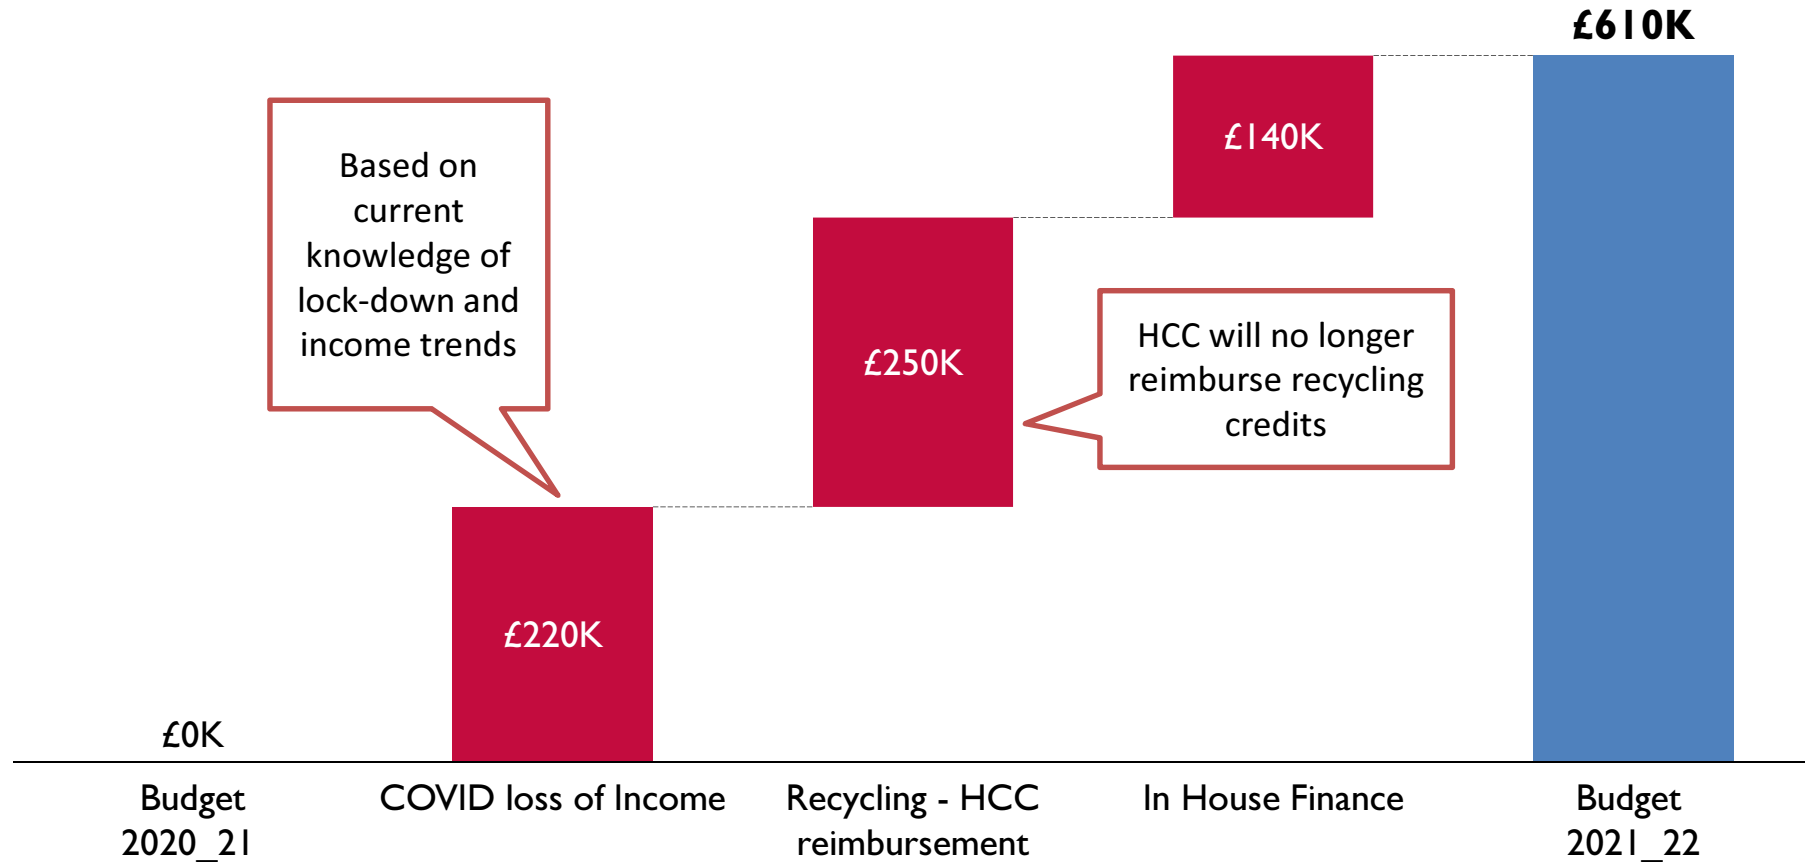 £610K
£140K
Based on
current
knowledge of
lock-down and
income trends
HCC will no longer
reimburse recycling
credits
£250K
£220K
£0K
Budget
2020_21
COVID loss of Income
Recycling - HCC
reimbursement
In House Finance
Budget
2021_22